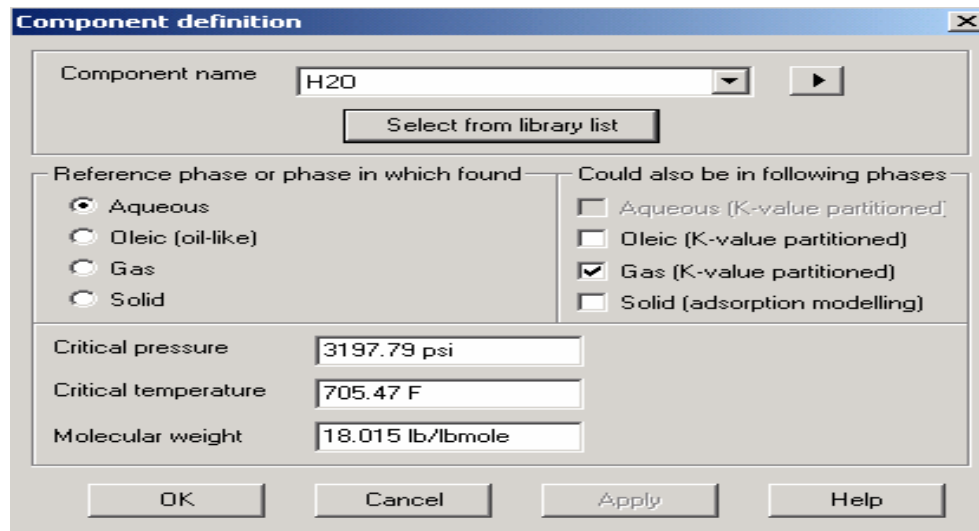 Component definition
Component name H2O
Select from library list
Reference phase or phase in which found
Aqueous
Oleic (oil-like)
Gas
Solid
Could also be in following phases
Aqueous (K-value partitioned)
Oleic (K-value partitioned)
Gas (K-value partitioned)
Solid (adsorption modelling)
Critical pressure 3197.79 psi
Critical temperature 705.47 F
Molecular weight 18.015 lb/lbmole
OK Cancel Apply Help